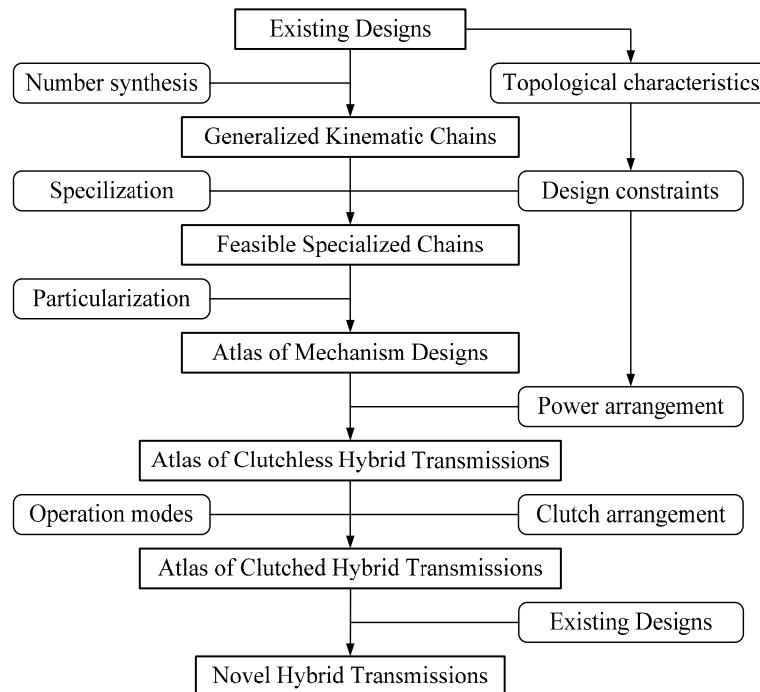 Existing Designs
Number synthesis
Topological characteristics
Generalized Kinematic Chains
Specilization
Design constraints
Feasible Specialized Chains
Particularization
Atlas of Mechanism Designs
Power arrangement
Atlas of Clutchless Hybrid Transmissions
Operation modes
Clutch arrangement
Atlas of Clutched Hybrid Transmissions
Existing Designs
Novel Hybrid Transmissions